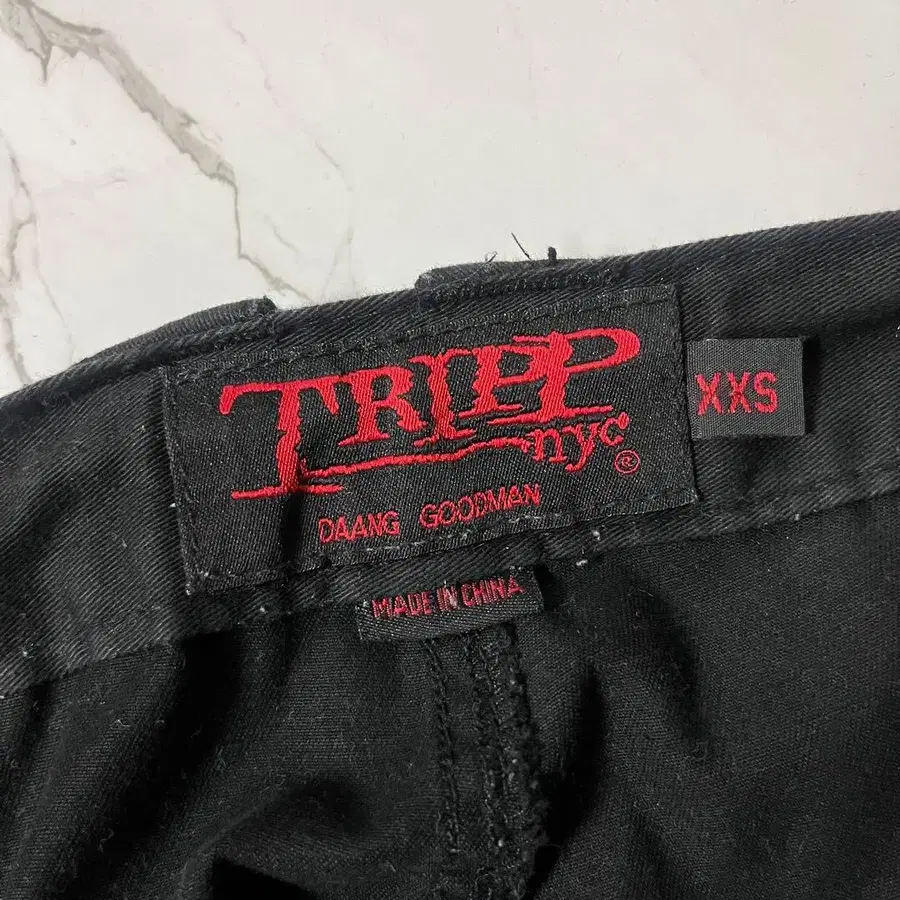 TRIPP
nyc®
XXS
DAANG GOODMAN
MADE IN CHINA